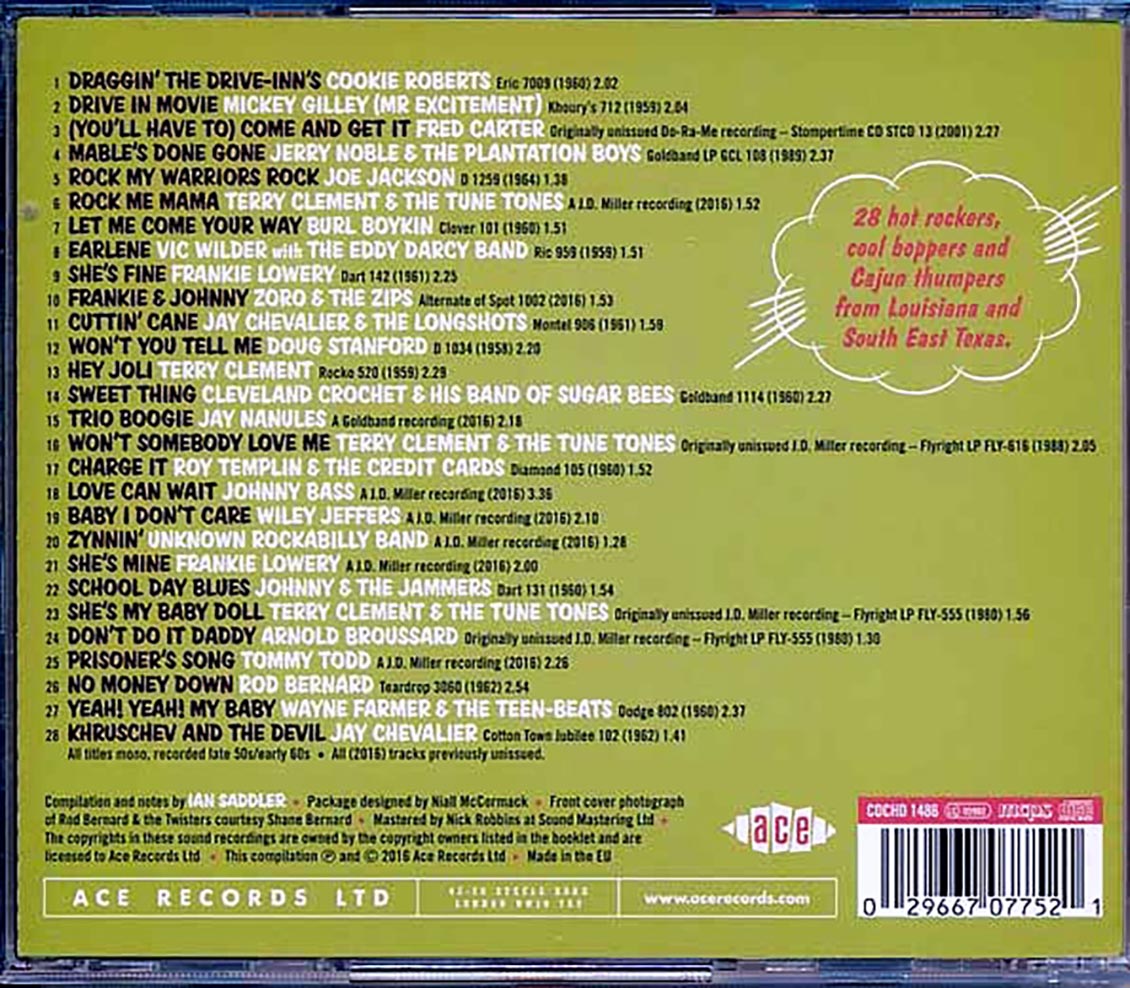 1 DRAGGIN' THE DRIVE-INN'S COOKIE ROBERTS Eric 7009 (1960) 2.02
2 DRIVE IN MOVIE MICKEY GILLEY (MR EXCITEMENT) Khoury's 712 (1959) 2.04
3 (YOU'LL HAVE TO) COME AND GET IT FRED CARTER Originally unissued Do-Ra-Me recording – Stompertime CD STCD 13 (2001) 2.27
4 MABLE'S DONE GONE JERRY NOBLE & THE PLANTATION BOYS Goldband LP GCL 108 (1989) 2.37
5 ROCK MY WARRIORS ROCK JOE JACKSON D 1259 (1964) 1.38
6 ROCK ME MAMA TERRY CLEMENT & THE TUNE TONES A J.D. Miller recording (2016) 1.52
7 LET ME COME YOUR WAY BURL BOYKIN Clover 101 (1960) 1.51
8 EARLENE VIC WILDER with THE EDDY DARCY BAND Ric 959 (1959) 1.51
9 SHE'S FINE FRANKIE LOWERY Dart 142 (1961) 2.25
10 FRANKIE & JOHNNY ZORO & THE ZIPS Alternate of Spot 1002 (2016) 1.53
11 CUTTIN' CANE JAY CHEVALIER & THE LONGSHOTS Montel 906 (1961) 1.59
12 WON'T YOU TELL ME DOUG STANFORD D 1034 (1958) 2.20
13 HEY JOLI TERRY CLEMENT Rocko 520 (1959) 2.29
14 SWEET THING CLEVELAND CROCHET & HIS BAND OF SUGAR BEES Goldband 1114 (1960) 2.27
15 TRIO BOOGIE JAY NANULES A Goldband recording (2016) 2.18
16 WON'T SOMEBODY LOVE ME TERRY CLEMENT & THE TUNE TONES Originally unissued J.D. Miller recording – Flyright LP FLY-616 (1988) 2.05
17 CHARGE IT ROY TEMPLIN & THE CREDIT CARDS Diamond 105 (1960) 1.52
18 LOVE CAN WAIT JOHNNY BASS A J.D. Miller recording (2016) 3.36
19 BABY I DON'T CARE WILEY JEFFERS A J.D. Miller recording (2016) 2.10
20 ZYNNIN' UNKNOWN ROCKABILLY BAND A J.D. Miller recording (2016) 1.28
21 SHE'S MINE FRANKIE LOWERY A J.D. Miller recording (2016) 2.00
22 SCHOOL DAY BLUES JOHNNY & THE JAMMERS Dart 131 (1960) 1.54
23 SHE'S MY BABY DOLL TERRY CLEMENT & THE TUNE TONES Originally unissued J.D. Miller recording – Flyright LP FLY-555 (1980) 1.56
24 DON'T DO IT DADDY ARNOLD BROUSSARD Originally unissued J.D. Miller recording – Flyright LP FLY-555 (1980) 1.30
25 PRISONER'S SONG TOMMY TODD A J.D. Miller recording (2016) 2.26
26 NO MONEY DOWN ROD BERNARD Teardrop 3060 (1962) 2.54
27 YEAH! YEAH! MY BABY WAYNE FARMER & THE TEEN-BEATS Dodge 802 (1960) 2.37
28 KHRUSCHEV AND THE DEVIL JAY CHEVALIER Cotton Town Jubilee 102 (1962) 1.41
All titles mono, recorded late 50s/early 60s • All (2016) tracks previously unissued.
28 hot rockers,
cool boppers and
Cajun thumpers
from Louisiana and
South East Texas.
Compilation and notes by IAN SADDLER • Package designed by Niall McCormack • Front cover photograph
of Rod Bernard & the Twisters courtesy Shane Bernard • Mastered by Nick Robbins at Sound Mastering Ltd •
The copyrights in these sound recordings are owned by the copyright owners listed in the booklet and are
licensed to Ace Records Ltd • This compilation ℗ and © 2016 Ace Records Ltd • Made in the EU
ace
CDCHD 1486 mcps
ACE RECORDS LTD
www.acerecords.com
0 29667 07752 1